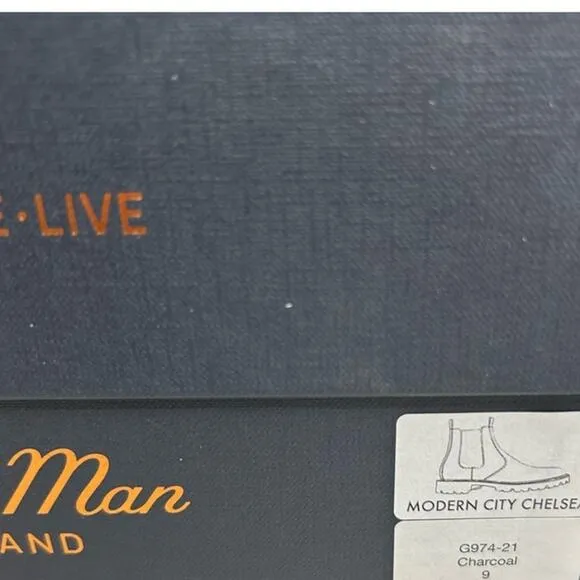 E·LIVE
Man
AND
MODERN CITY CHELSEA
G974-21
Charcoal
9